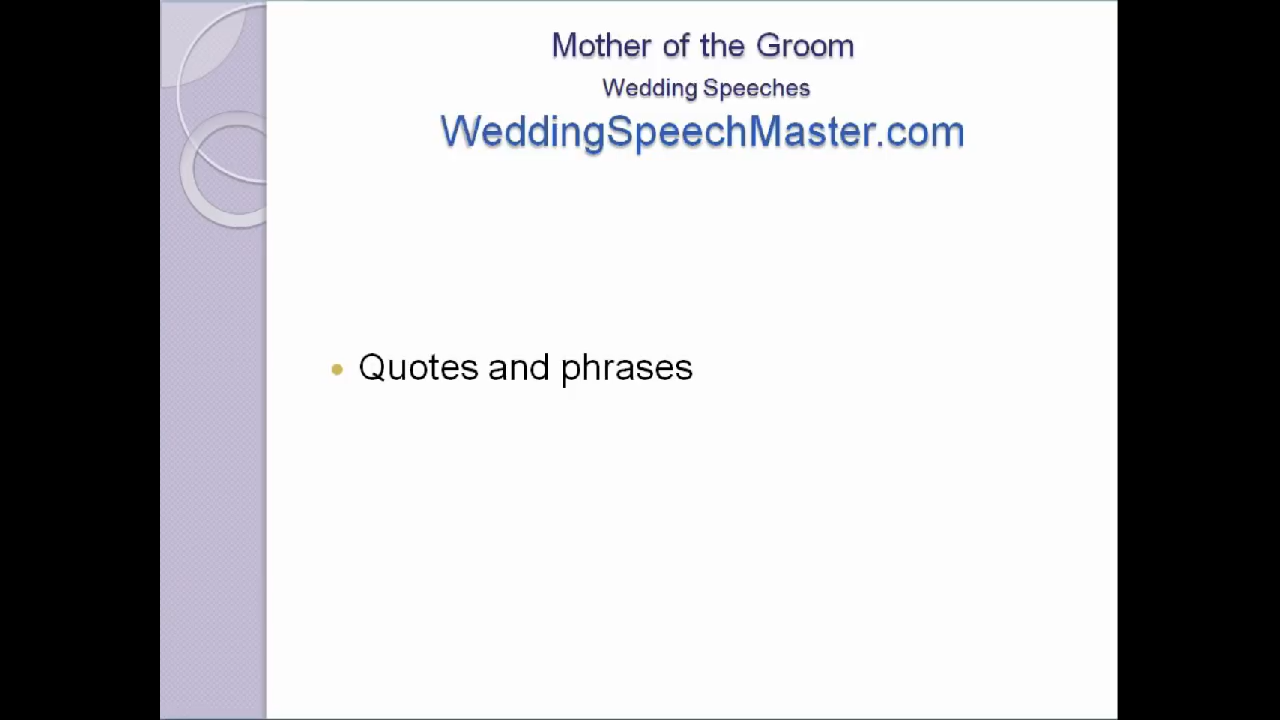 Mother of the Groom
Wedding Speeches
WeddingSpeechMaster.com
Quotes and phrases